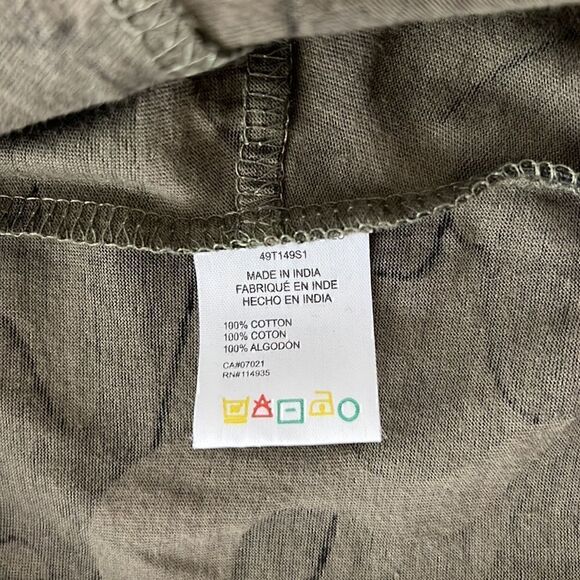 49T149S1
MADE IN INDIA
FABRIQUÉ EN INDE
HECHO EN INDIA
100% COTTON
100% COTON
100% ALGODÓN
CA#07021
RN#114935